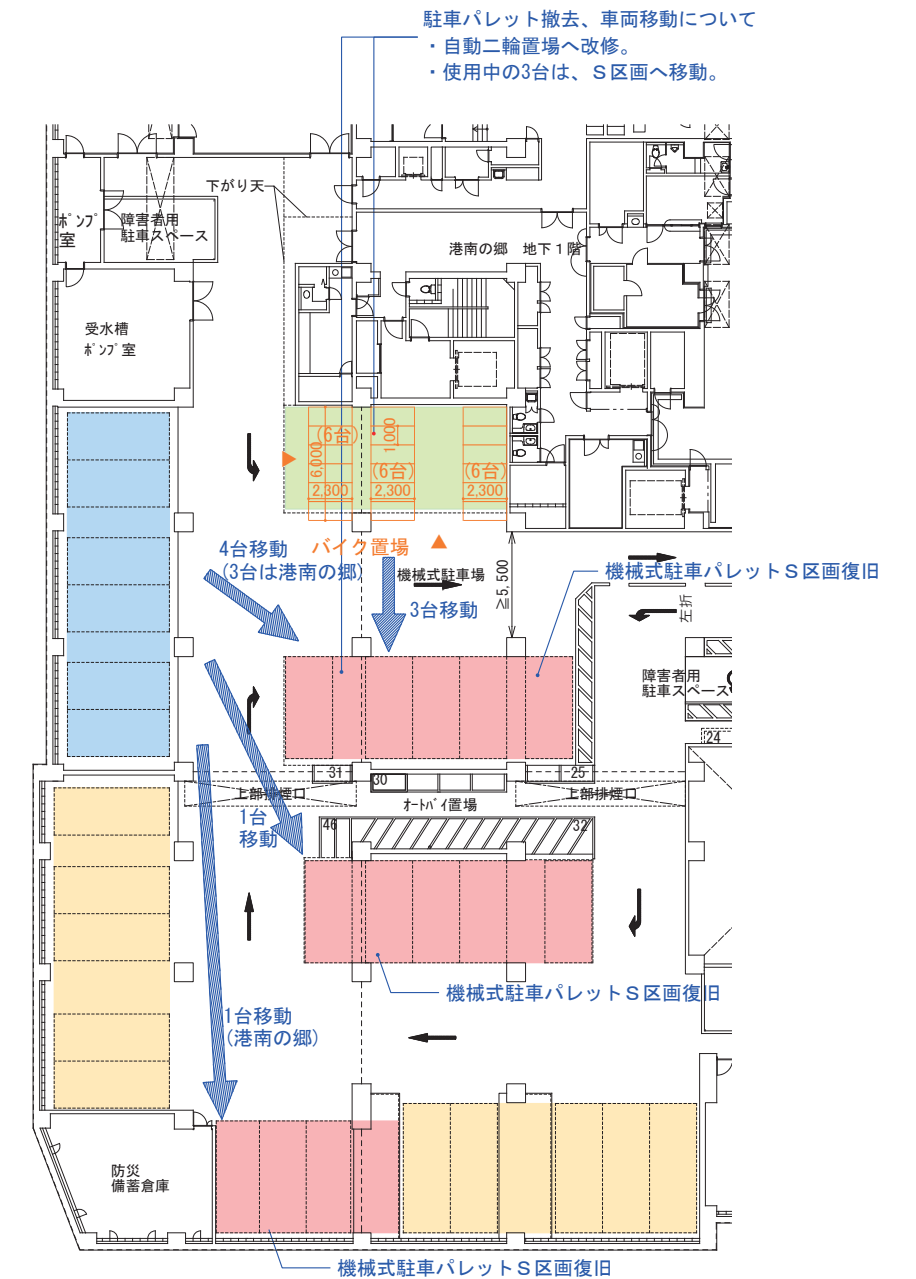 駐車パレット撤去、車両移動について
・自動二輪置場へ改修。
・使用中の3台は、Ｓ区画へ移動。
下がり天
ﾎﾟﾝﾌﾟ
室
障害者用
駐車スペース
港南の郷　地下１階
受水槽
ﾎﾟﾝﾌﾟ室
(6台)
1,000
6,000
(6台)
(6台)
2,300
2,300
2,300
バイク置場
4台移動
(3台は港南の郷)
機械式駐車場
3台移動
≧5,500
機械式駐車パレットＳ区画復旧
左折
障害者用
駐車スペース
24
31
30
25
上部排煙口
上部排煙口
ｵｰﾄﾊﾞｲ置場
1台
移動
46
32
機械式駐車パレットＳ区画復旧
1台移動
(港南の郷)
防災
備蓄倉庫
機械式駐車パレットＳ区画復旧